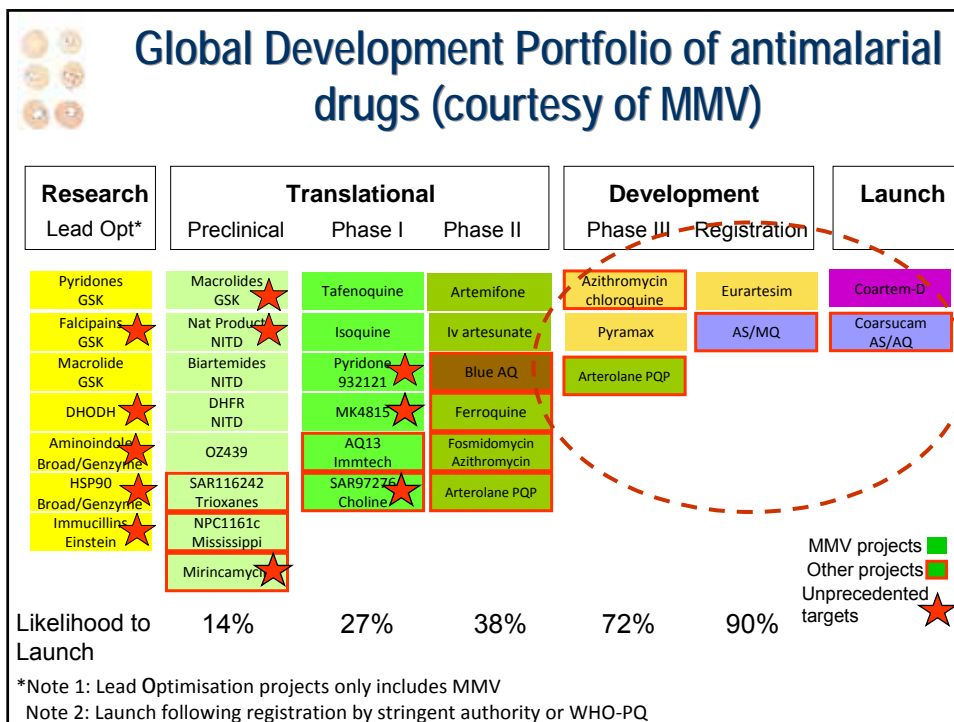 Global Development Portfolio of antimalarial
drugs (courtesy of MMV)
Research
Lead Opt*
Translational
Preclinical Phase I Phase II
Development
Phase III Registration
Launch
Pyridones
GSK
Falcipains
GSK
Macrolide
GSK
DHODH
Aminoindole
Broad/Genzyme
HSP90
Broad/Genzyme
Immucillins
Einstein
Macrolides
GSK
Nat Product
NITD
Biartemides
NITD
DHFR
NITD
OZ439
SAR116242
Trioxanes
NPC1161c
Mississippi
Mirincamyc
Tafenoquine
Isoquine
Pyridone
932121
MK4815
AQ13
Immtech
SAR97276
Choline
Artemifone
Iv artesunate
Blue AQ
Ferroquine
Fosmidomycin
Azithromycin
Arterolane PQP
Azithromycin
chloroquine
Pyramax
Arterolane PQP
Eurartesim
AS/MQ
Coartem-D
Coarsucam
AS/AQ
MMV projects
Other projects
Unprecedented
targets
Likelihood to
Launch
14% 27% 38% 72% 90%
*Note 1: Lead Optimisation projects only includes MMV
Note 2: Launch following registration by stringent authority or WHO-PQ